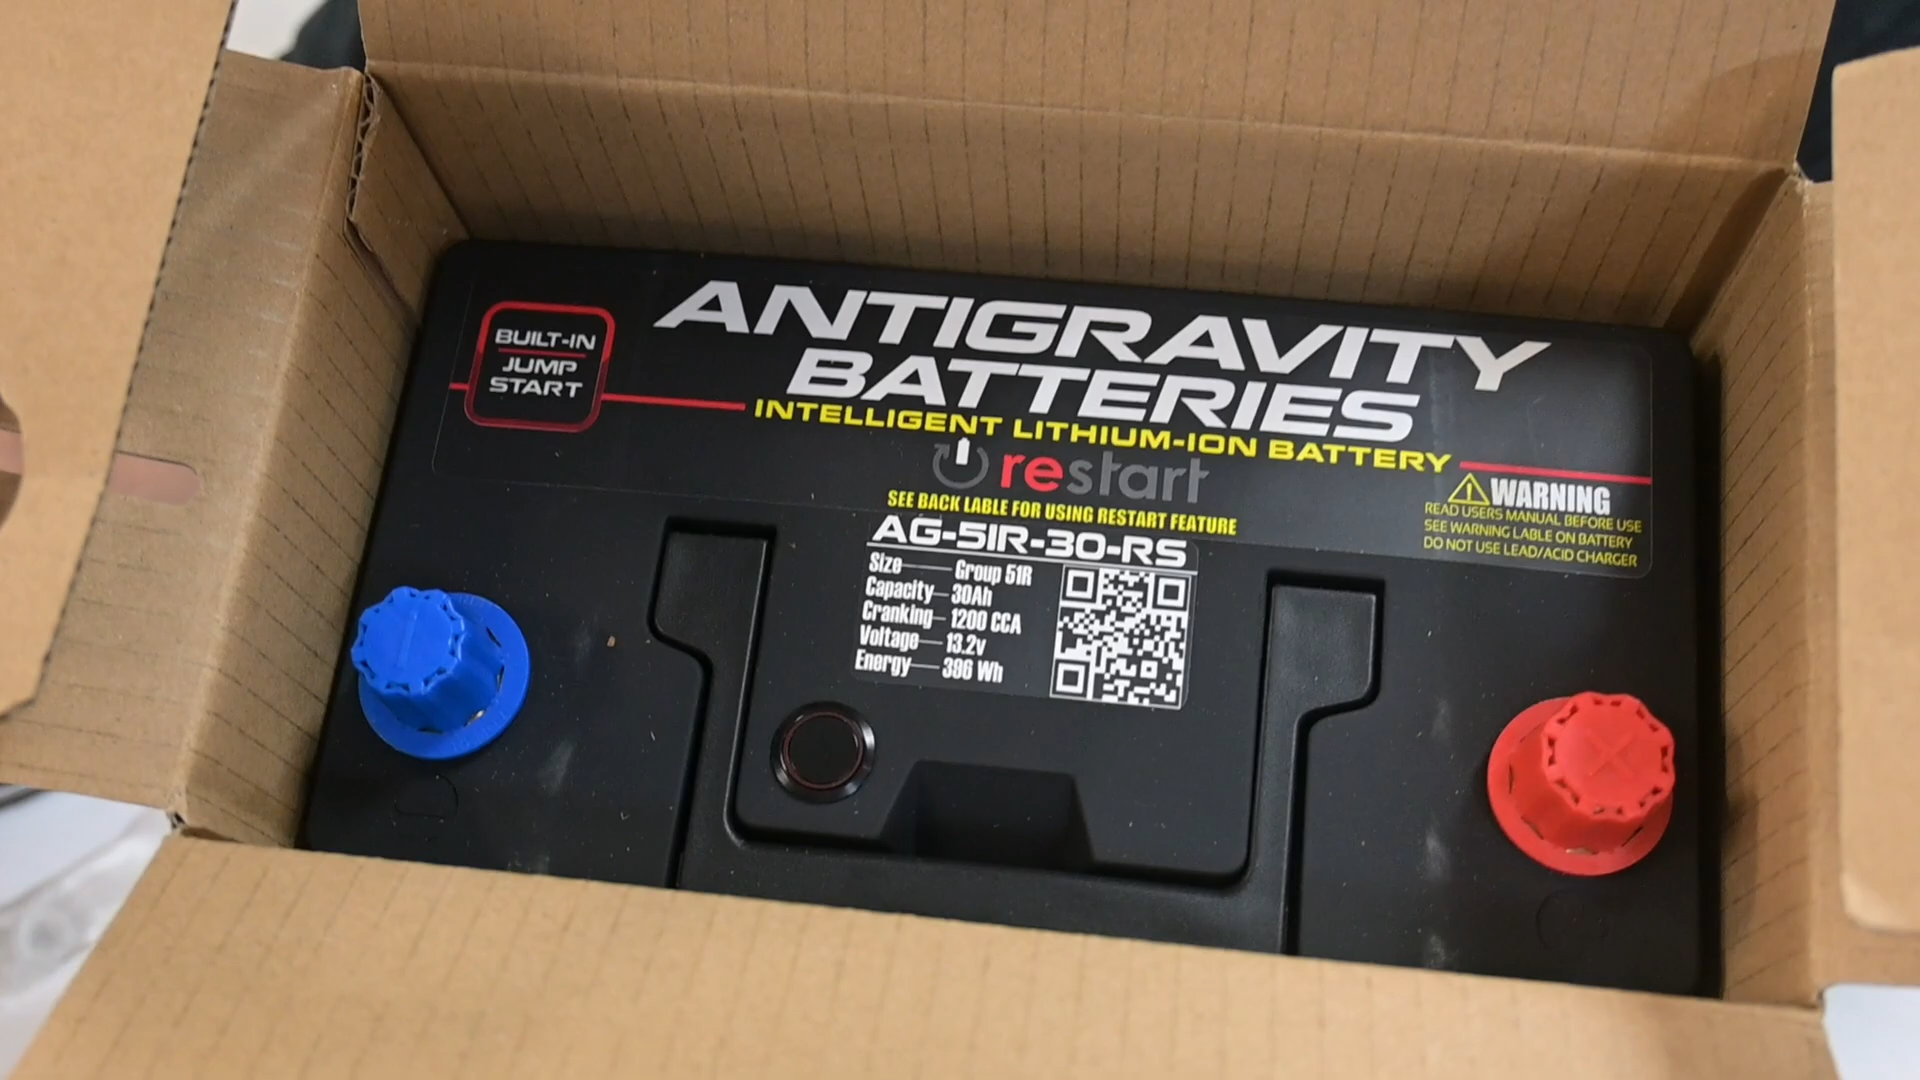 BUILT-IN
JUMP
START
ANTIGRAVITY
BATTERIES
INTELLIGENT LITHIUM-ION BATTERY
restart
SEE BACK LABLE FOR USING RESTART FEATURE
WARNING
READ USERS MANUAL BEFORE USE
SEE WARNING LABLE ON BATTERY
DO NOT USE LEAD/ACID CHARGER
AG-51R-30-RS
Size Group 51R
Capacity 30Ah
Cranking 1200 CCA
Voltage 13.2v
Energy 396 Wh